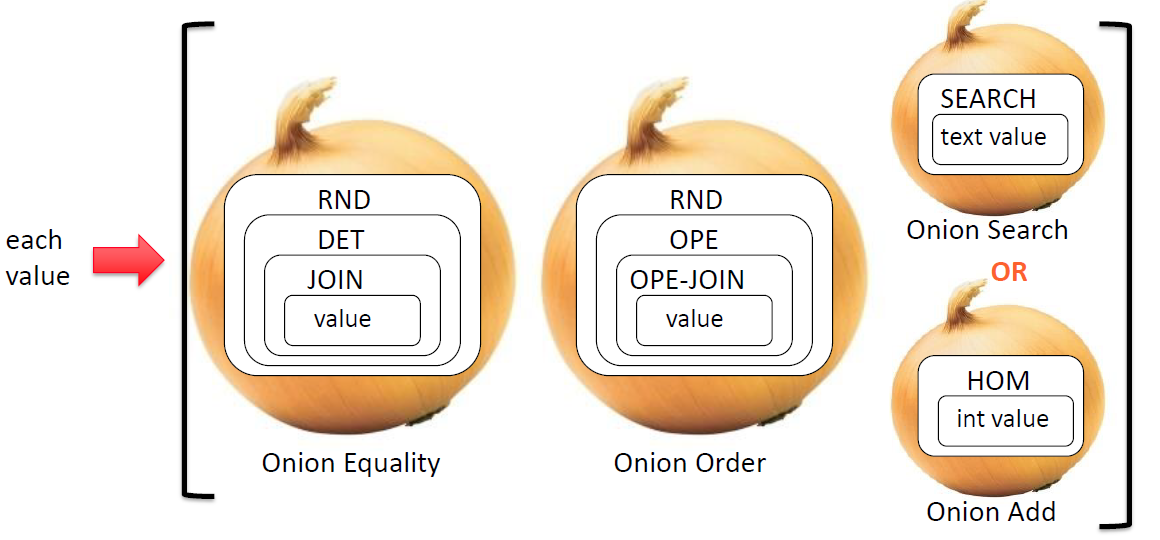 each
value
RND
DET
JOIN
value
Onion Equality
RND
OPE
OPE-JOIN
value
Onion Order
SEARCH
text value
Onion Search
OR
HOM
int value
Onion Add